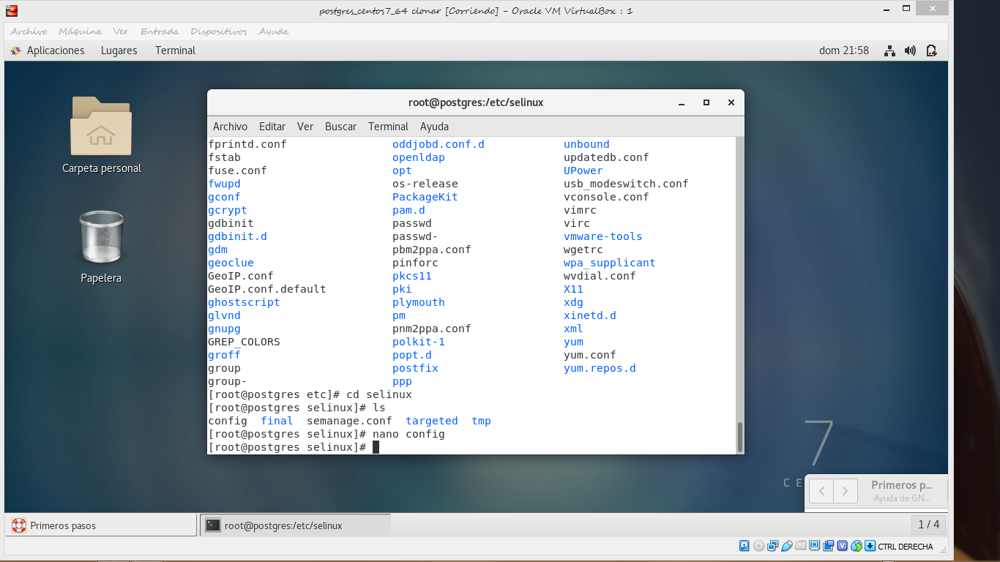 postgres_centos7_64 clonar [Corriendo] - Oracle VM VirtualBox : 1
Archivo Máquina Ver Entrada Dispositivos Ayuda
Aplicaciones Lugares Terminal dom 21:58
Carpeta personal
Papelera
root@postgres:/etc/selinux
Archivo Editar Ver Buscar Terminal Ayuda
fprintd.conf oddjobd.conf.d unbound
fstab openldap updatedb.conf
fuse.conf opt UPower
fwupd os-release usb_modeswitch.conf
gconf PackageKit vconsole.conf
gcrypt pam.d vimrc
gdbinit passwd virc
gdbinit.d passwd- vmware-tools
gdm pbm2ppa.conf wgetrc
geoclue pinforc wpa_supplicant
GeoIP.conf pkcs11 wvdial.conf
GeoIP.conf.default pki X11
ghostscript plymouth xdg
glvnd pm xinetd.d
gnupg pnm2ppa.conf xml
GREP_COLORS polkit-1 yum
groff popt.d yum.conf
group postfix yum.repos.d
group- ppp
[root@postgres etc]# cd selinux
[root@postgres selinux]# ls
config final semanage.conf targeted tmp
[root@postgres selinux]# nano config
[root@postgres selinux]#
7
C E
Primeros p...
Ayuda de GN...
Primeros pasos root@postgres:/etc/selinux 1 / 4
CTRL DERECHA